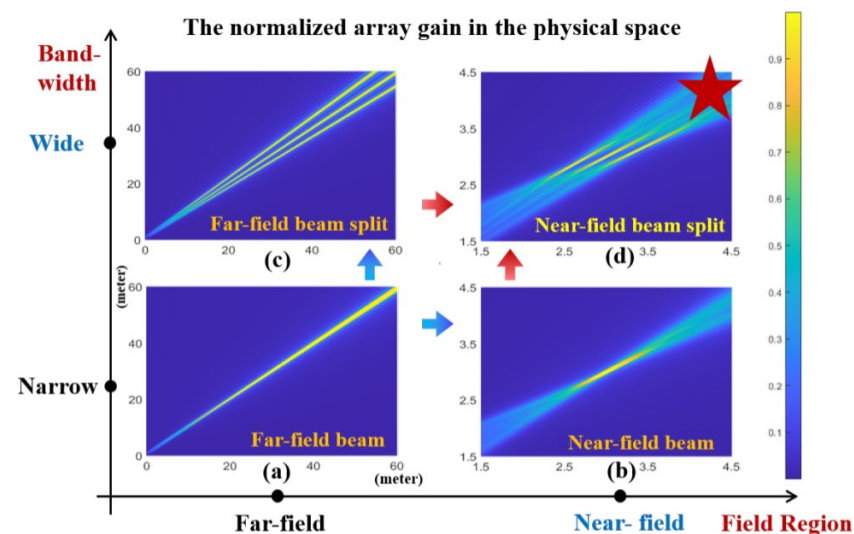 The normalized array gain in the physical space
Band-
width
Wide
Narrow
60
40
20
0
0
20
40
60
Far-field beam split
(c)
4.5
3.5
2.5
1.5
1.5
2.5
3.5
4.5
Near-field beam split
(d)
(meter)
60
40
20
0
0
20
40
60
Far-field beam
(a)
(meter)
4.5
3.5
2.5
1.5
1.5
2.5
3.5
4.5
Near-field beam
(b)
0.9
0.8
0.7
0.6
0.5
0.4
0.3
0.2
0.1
Far-field
Near- field
Field Region